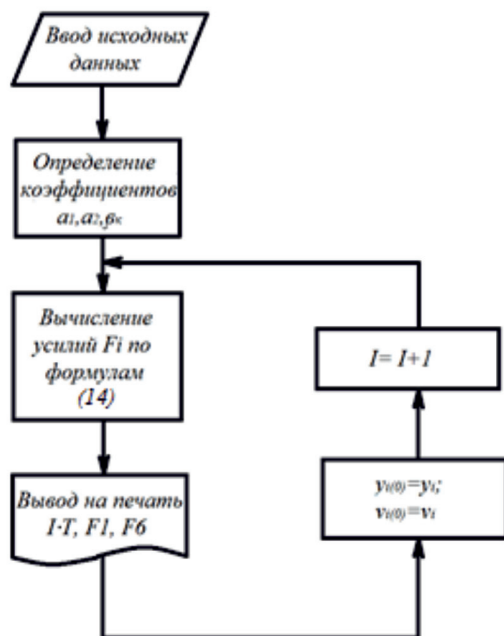 Ввод исходных
данных
Определение
коэффициентов
a1,a2,вк
Вычисление
усилий Fi по
формулам
(14)
Вывод на печать
I·T, F1, F6
I= I+1
yi(0)=yi;
vi(0)=vi